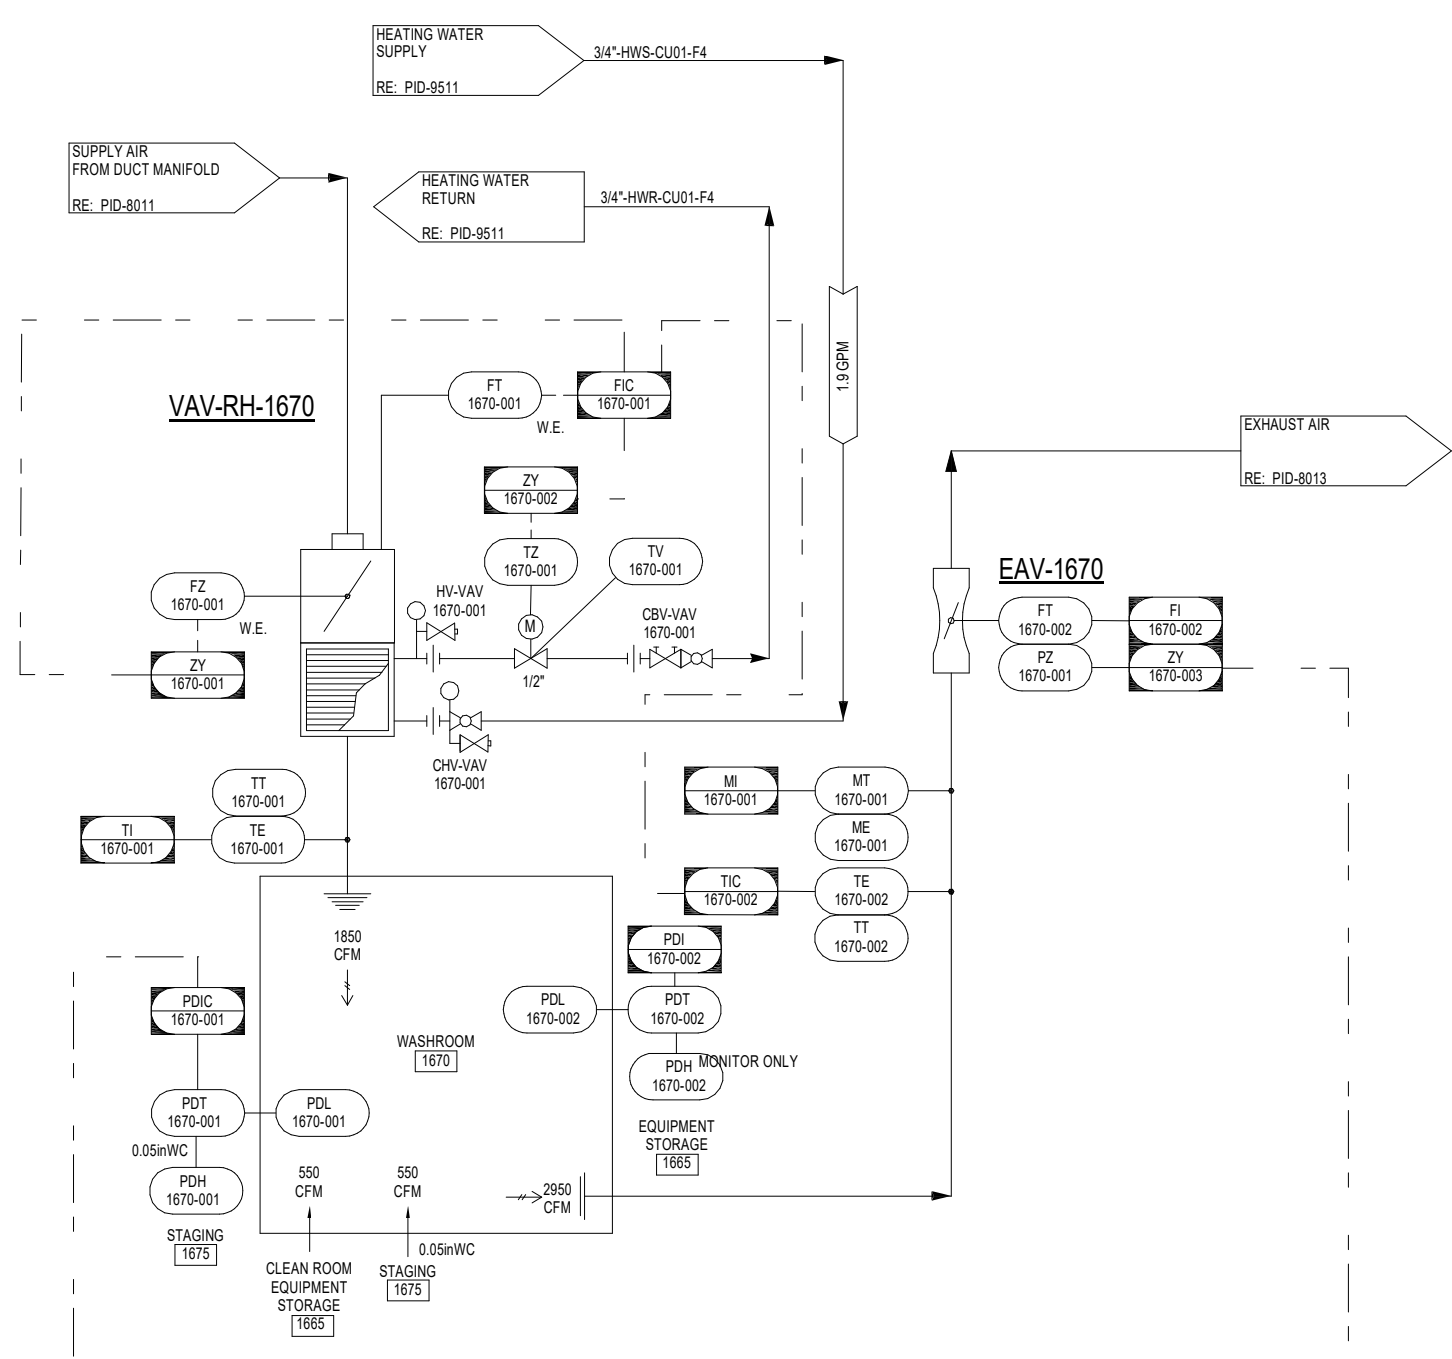 HEATING WATER
SUPPLY
RE: PID-9511
3/4"-HWS-CU01-F4
SUPPLY AIR
FROM DUCT MANIFOLD
RE: PID-8011
HEATING WATER
RETURN
RE: PID-9511
3/4"-HWR-CU01-F4
1.9 GPM
VAV-RH-1670
FT
1670-001
FIC
1670-001
W.E.
EXHAUST AIR
RE: PID-8013
ZY
1670-002
TZ
1670-001
TV
1670-001
EAV-1670
FZ
1670-001
W.E.
HV-VAV
1670-001
M
CBV-VAV
1670-001
FT
1670-002
FI
1670-002
ZY
1670-001
1/2"
PZ
1670-001
ZY
1670-003
CHV-VAV
1670-001
TT
1670-001
MI
1670-001
MT
1670-001
TI
1670-001
TE
1670-001
ME
1670-001
TIC
1670-002
TE
1670-002
TT
1670-002
1850
CFM
PDI
1670-002
PDIC
1670-001
PDL
1670-002
PDT
1670-002
WASHROOM
1670
PDH
1670-002
MONITOR ONLY
PDT
1670-001
PDL
1670-001
0.05inWC
EQUIPMENT
STORAGE
1665
PDH
1670-001
550
CFM
550
CFM
2950
CFM
STAGING
1675
0.05inWC
CLEAN ROOM
EQUIPMENT
STORAGE
1665
STAGING
1675